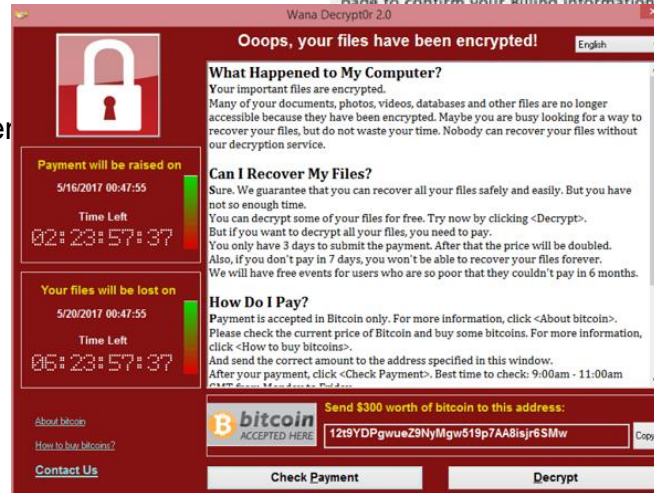 page to confirm your Billing information
Wana Decrypt0r 2.0
Ooops, your files have been encrypted!
English
What Happened to My Computer?
Your important files are encrypted.
Many of your documents, photos, videos, databases and other files are no longer
accessible because they have been encrypted. Maybe you are busy looking for a way to
recover your files, but do not waste your time. Nobody can recover your files without
our decryption service.
Can I Recover My Files?
Sure. We guarantee that you can recover all your files safely and easily. But you have
not so enough time.
You can decrypt some of your files for free. Try now by clicking <Decrypt>.
But if you want to decrypt all your files, you need to pay.
You only have 3 days to submit the payment. After that the price will be doubled.
Also, if you don't pay in 7 days, you won't be able to recover your files forever.
We will have free events for users who are so poor that they couldn't pay in 6 months.
How Do I Pay?
Payment is accepted in Bitcoin only. For more information, click <About bitcoin>.
Please check the current price of Bitcoin and buy some bitcoins. For more information,
click <How to buy bitcoins>.
And send the correct amount to the address specified in this window.
After your payment, click <Check Payment>. Best time to check: 9:00am - 11:00am
GMT from Monday to Friday.
Payment will be raised on
5/16/2017 00:47:55
Time Left
02:23:57:37
Your files will be lost on
5/20/2017 00:47:55
Time Left
06:23:57:37
About bitcoin
How to buy bitcoins?
Contact Us
bitcoin
ACCEPTED HERE
Send $300 worth of bitcoin to this address:
12t9YDPgwueZ9NyMgw519p7AA8isjr6SMw
Copy
Check Payment
Decrypt